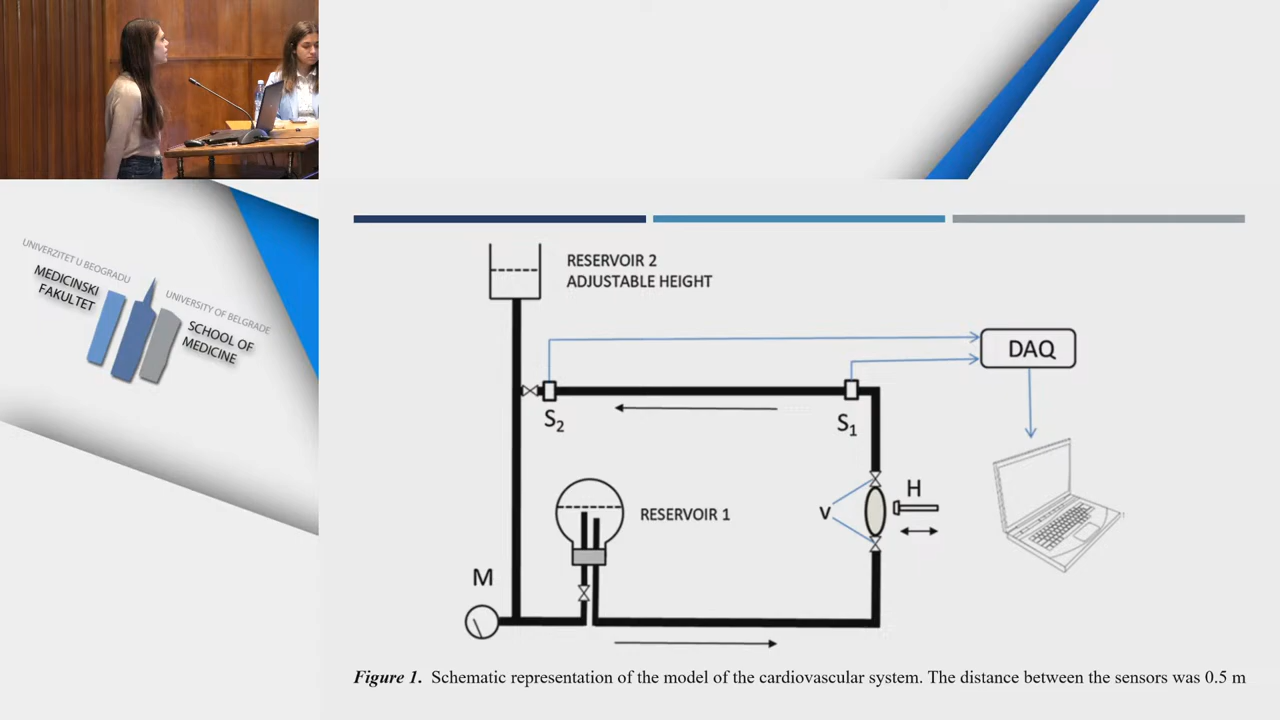 UNIVERZITET U BEOGRADU
MEDICINSKI
FAKULTET
UNIVERSITY OF BELGRADE
SCHOOL OF
MEDICINE
RESERVOIR 2
ADJUSTABLE HEIGHT
DAQ
S2
S1
H
V
RESERVOIR 1
M
Figure 1. Schematic representation of the model of the cardiovascular system. The distance between the sensors was 0.5 m